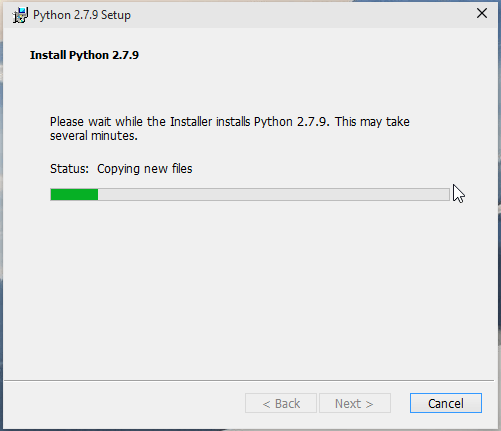 Python 2.7.9 Setup
Install Python 2.7.9
Please wait while the Installer installs Python 2.7.9. This may take
several minutes.
Status: Copying new files
< Back Next > Cancel